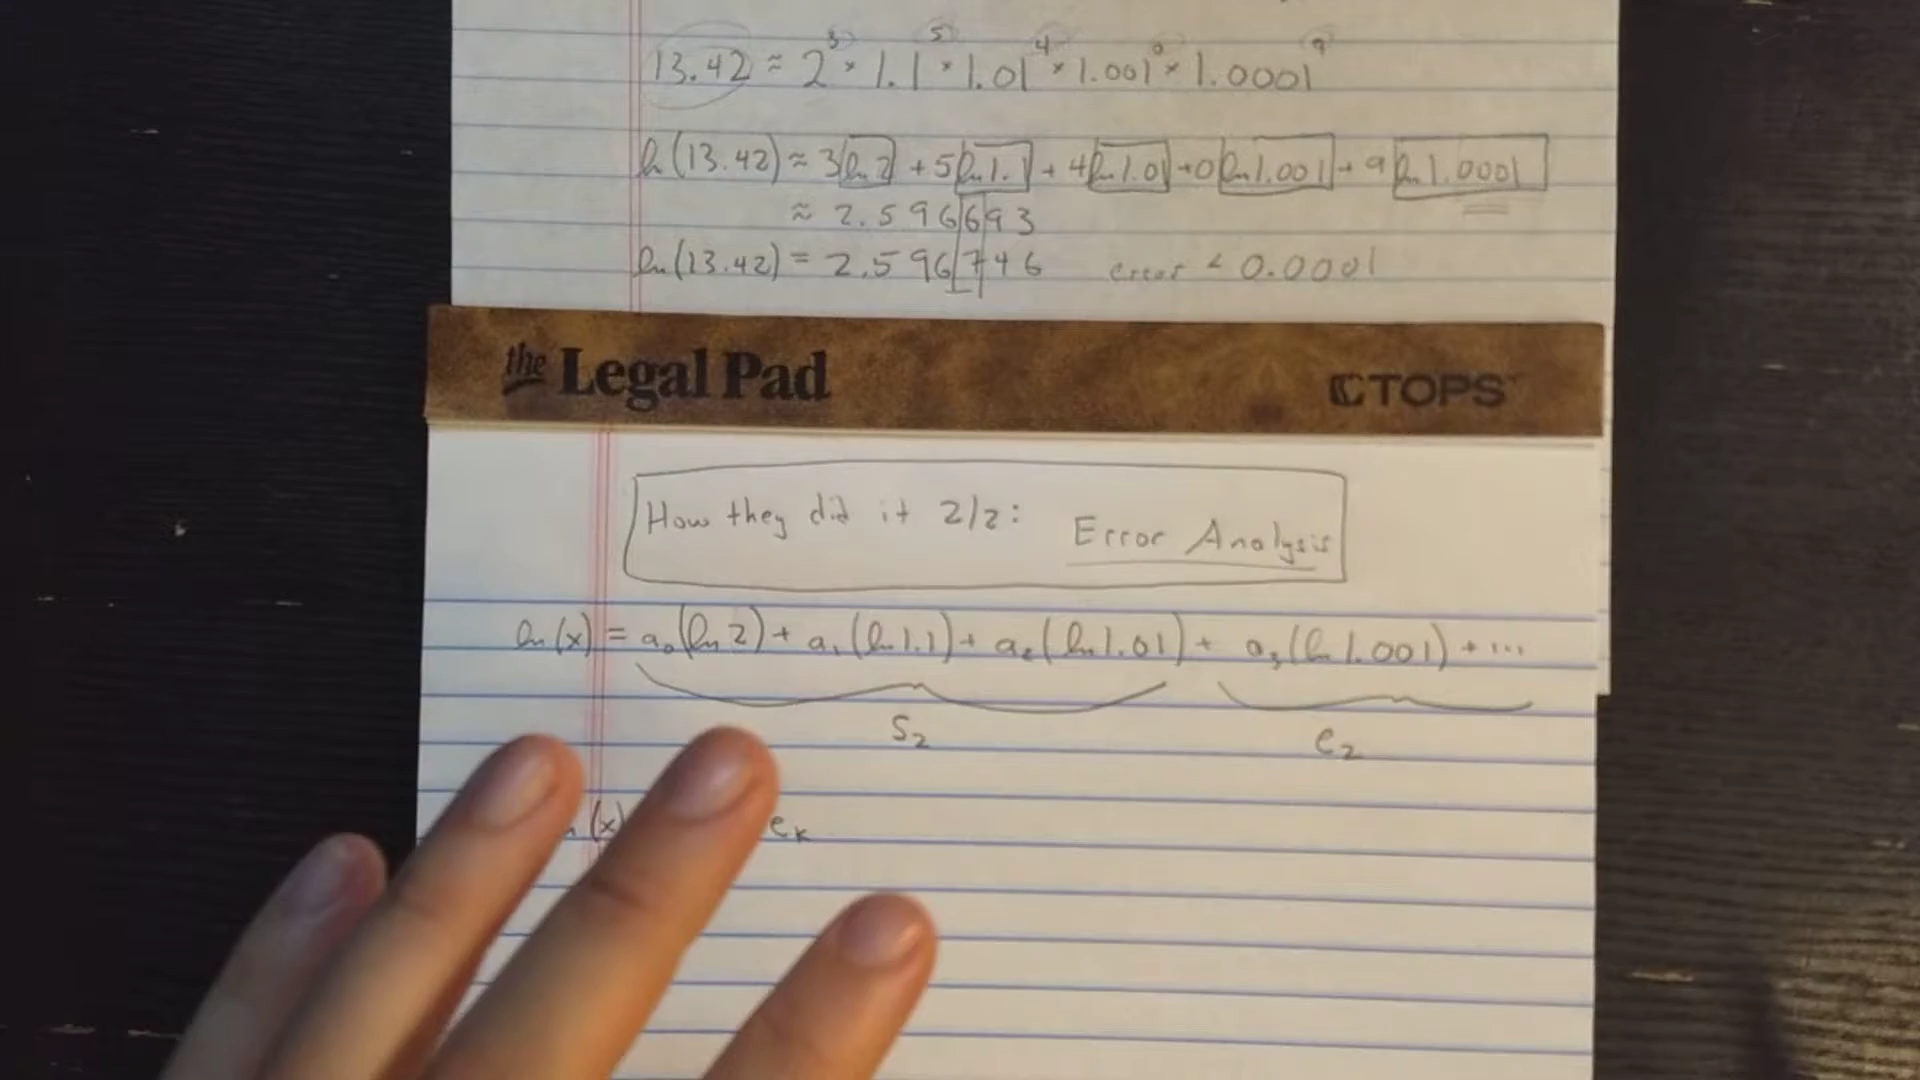 13.42 ≈ 2³ × 1.1⁵ × 1.01⁴ × 1.001⁰ × 1.0001⁹
ln(13.42) ≈ 3 ln 2 + 5 ln 1.1 + 4 ln 1.01 + 0 ln 1.001 + 9 ln 1.0001
≈ 2.596693
ln(13.42) = 2.596746 error < 0.0001
the Legal Pad TOPS
How they did it 2/2: Error Analysis
ln(x) = a₀(ln 2) + a₁(ln 1.1) + a₂(ln 1.01) + a₃(ln 1.001) + ...
S₂ e₂
(x) eₖ